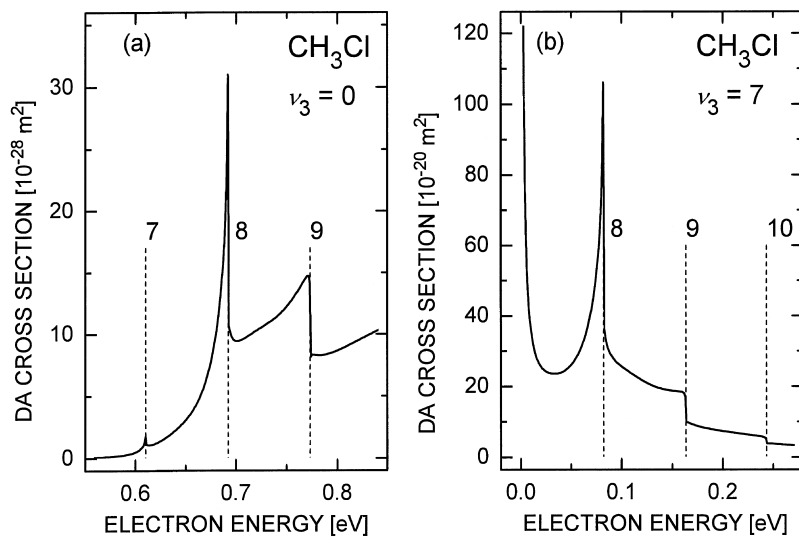 (a)
CH3Cl
ν3 = 0
DA CROSS SECTION [10-28 m2]
30
20
10
0
7
8
9
0.6 0.7 0.8
ELECTRON ENERGY [eV]
(b)
CH3Cl
ν3 = 7
DA CROSS SECTION [10-20 m2]
120
100
80
60
40
20
0
8
9
10
0.0 0.1 0.2
ELECTRON ENERGY [eV]